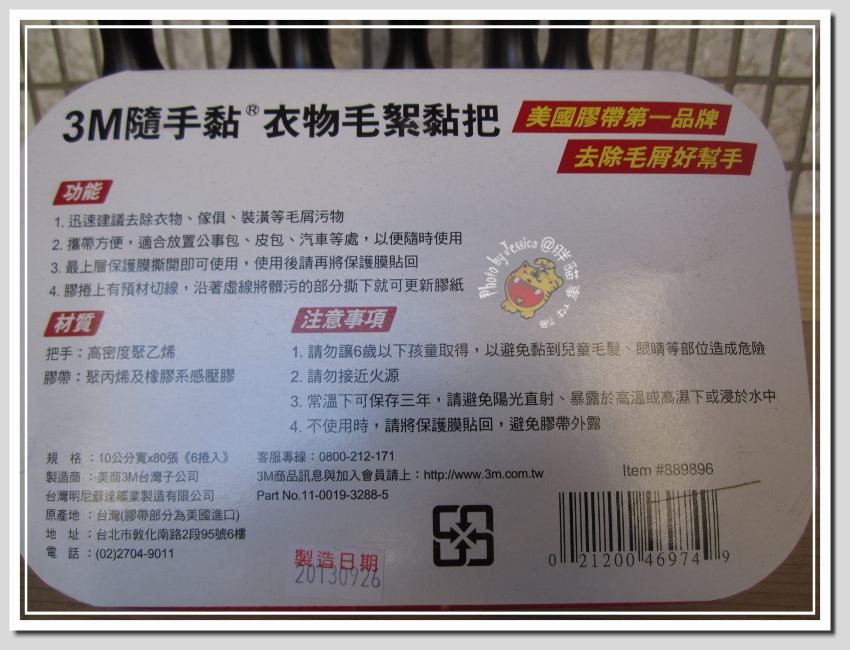 3M隨手黏®衣物毛絮黏把
美國膠帶第一品牌
去除毛屑好幫手
功能
1. 迅速建議去除衣物、傢俱、裝潢等毛屑污物
2. 攜帶方便，適合放置公事包、皮包、汽車等處，以便隨時使用
3. 最上層保護膜撕開即可使用，使用後請再將保護膜貼回
4. 膠捲上有預材切線，沿著虛線將髒污的部分撕下就可更新膠紙
Photo by Jessica @胖貓事件簿
材質
把手：高密度聚乙烯
膠帶：聚丙烯及橡膠系感壓膠
注意事項
1. 請勿讓6歲以下孩童取得，以避免黏到兒童毛髮、眼睛等部位造成危險
2. 請勿接近火源
3. 常溫下可保存三年，請避免陽光直射、暴露於高溫或高濕下或浸於水中
4. 不使用時，請將保護膜貼回，避免膠帶外露
規 格：10公分寬x80張《6捲入》
製造商：美商3M台灣子公司
台灣明尼蘇達礦業製造有限公司
原產地：台灣(膠帶部分為美國進口)
地 址：台北市敦化南路2段95號6樓
電 話：(02)2704-9011
客服專線：0800-212-171
3M商品訊息與加入會員請上：http://www.3m.com.tw
Part No.11-0019-3288-5
Item #889896
0 21200 46974 9
製造日期
20130926